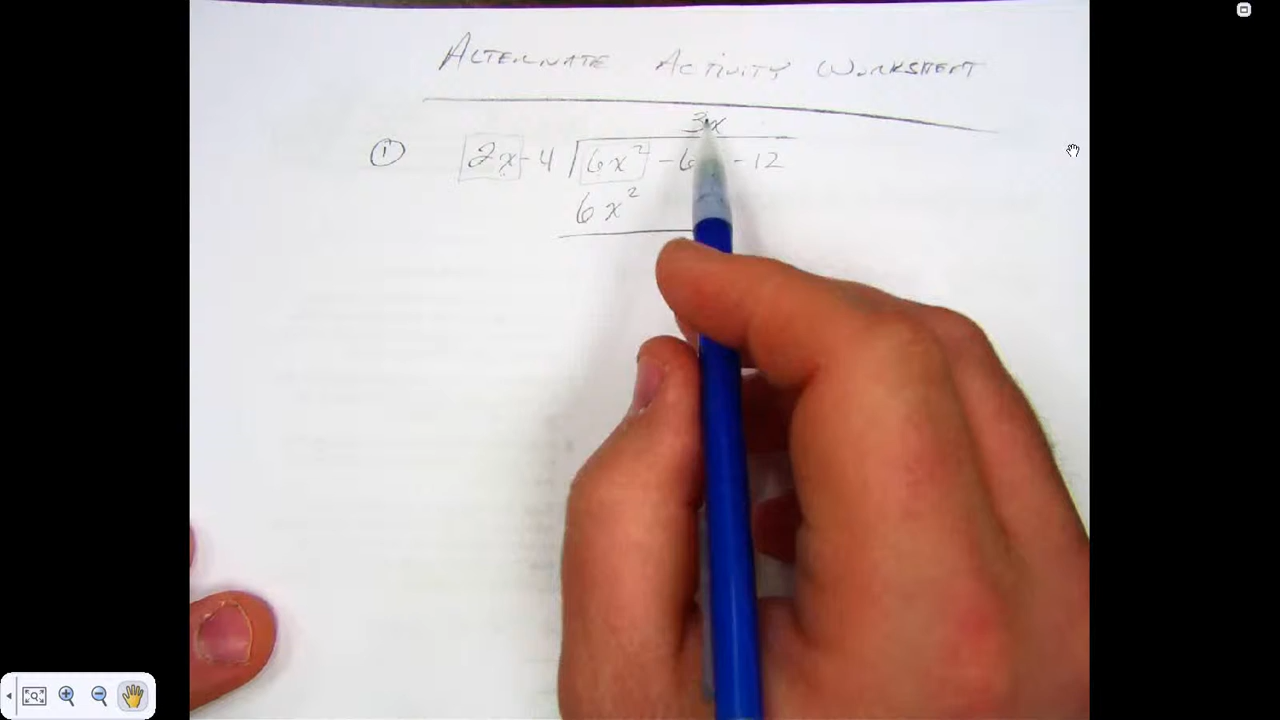 ALTERNATE ACTIVITY WORKSHEET
3x
① 2x-4 6x² -6 -12
6x²